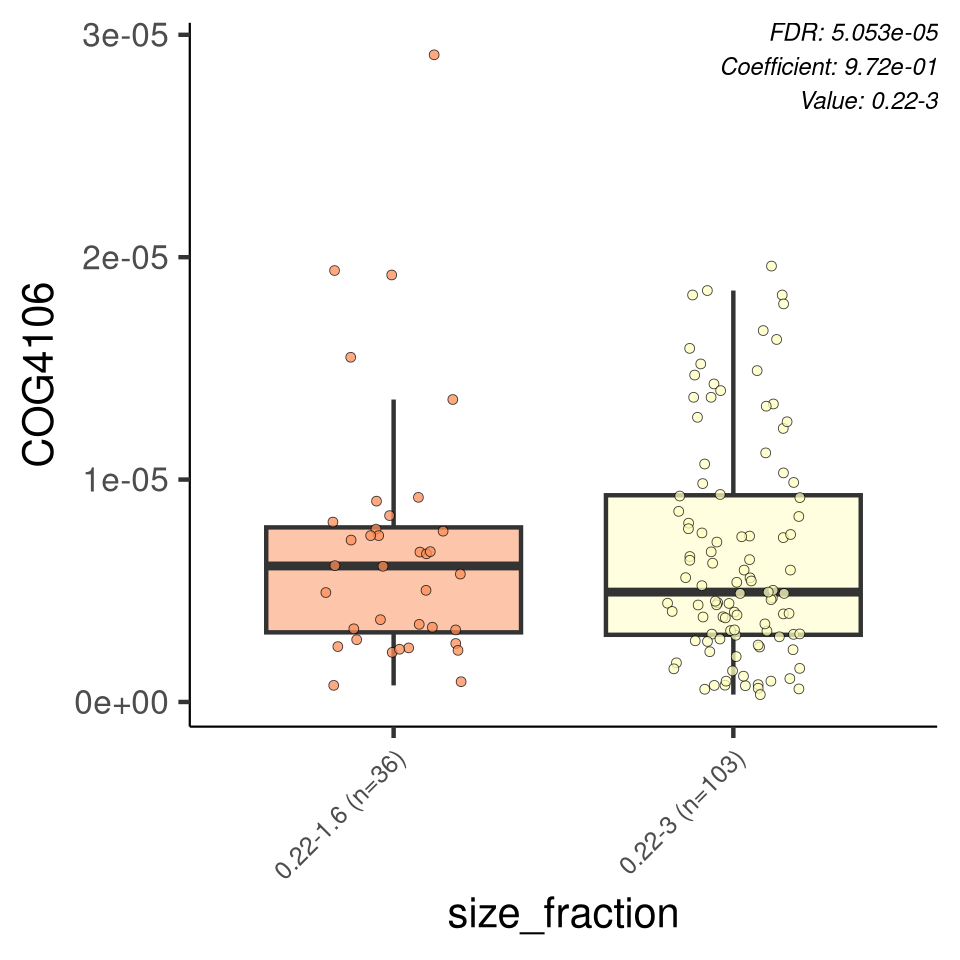 FDR: 5.053e-05
Coefficient: 9.72e-01
Value: 0.22-3
3e-05
2e-05
1e-05
0e+00
COG4106
0.22-1.6 (n=36)
0.22-3 (n=103)
size_fraction